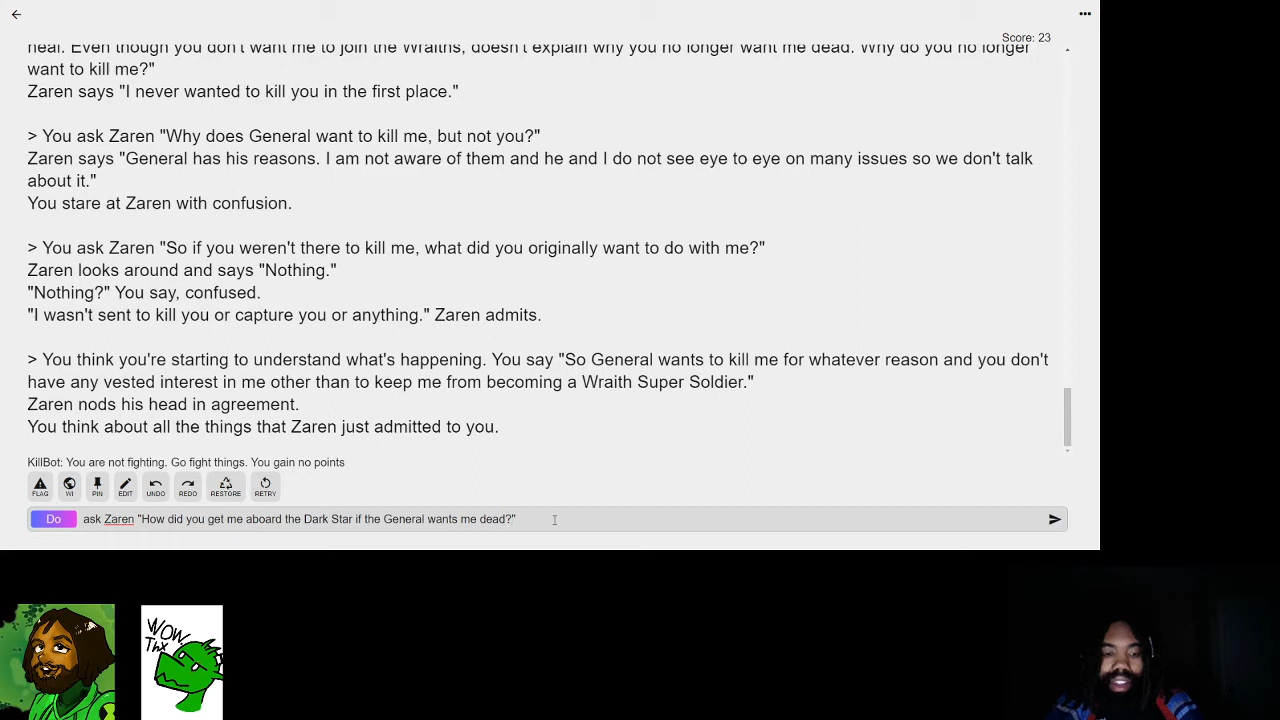 Score: 23
heal. Even though you don't want me to join the Wraiths, doesn't explain why you no longer want me dead. Why do you no longer
want to kill me?"
Zaren says "I never wanted to kill you in the first place."
> You ask Zaren "Why does General want to kill me, but not you?"
Zaren says "General has his reasons. I am not aware of them and he and I do not see eye to eye on many issues so we don't talk
about it."
You stare at Zaren with confusion.
> You ask Zaren "So if you weren't there to kill me, what did you originally want to do with me?"
Zaren looks around and says "Nothing."
"Nothing?" You say, confused.
"I wasn't sent to kill you or capture you or anything." Zaren admits.
> You think you're starting to understand what's happening. You say "So General wants to kill me for whatever reason and you don't
have any vested interest in me other than to keep me from becoming a Wraith Super Soldier."
Zaren nods his head in agreement.
You think about all the things that Zaren just admitted to you.
KillBot: You are not fighting. Go fight things. You gain no points
FLAG WI PIN EDIT UNDO REDO RESTORE RETRY
Do ask Zaren "How did you get me aboard the Dark Star if the General wants me dead?"
WOW
Thx